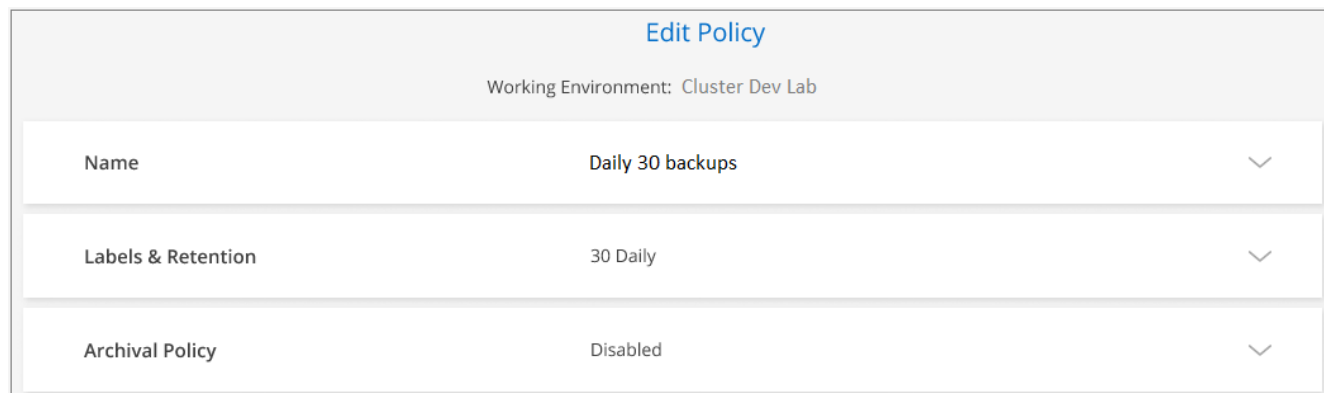 Edit Policy
Working Environment: Cluster Dev Lab
Name Daily 30 backups
Labels & Retention 30 Daily
Archival Policy Disabled